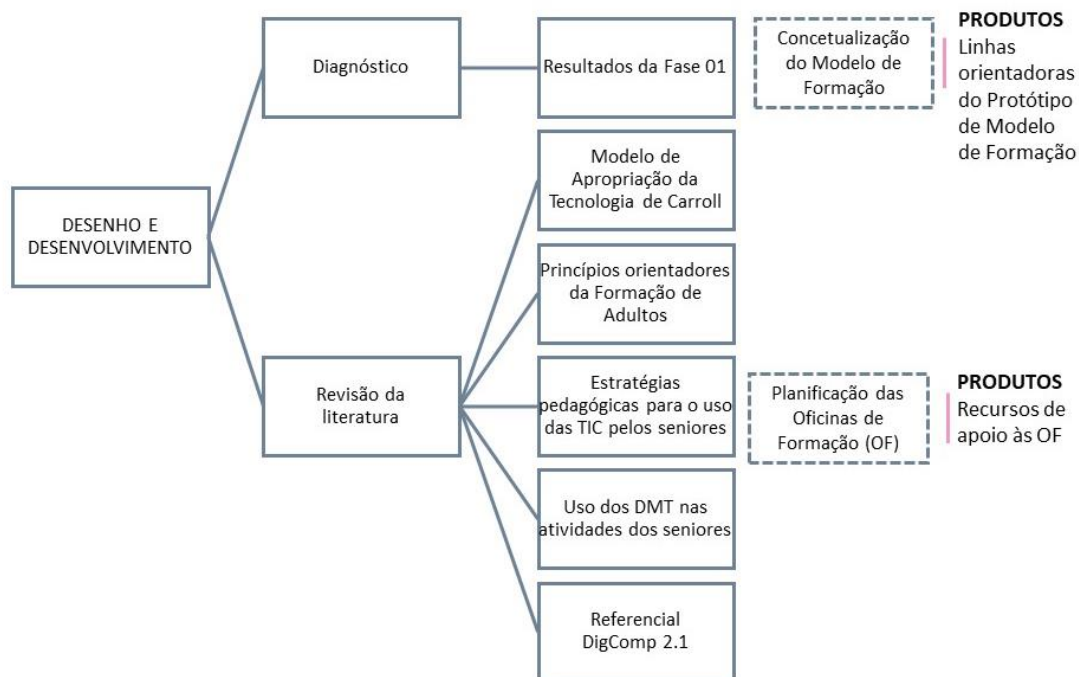 DESENHO E
DESENVOLVIMENTO
Diagnóstico
Revisão da
literatura
Resultados da Fase 01
Modelo de
Apropriação da
Tecnologia de Carroll
Princípios orientadores
da Formação de
Adultos
Estratégias
pedagógicas para o uso
das TIC pelos seniores
Uso dos DMT nas
atividades dos seniores
Referencial
DigComp 2.1
Concetualização
do Modelo de
Formação
Planificação das
Oficinas de
Formação (OF)
PRODUTOS
Linhas
orientadoras
do Protótipo
de Modelo
de Formação
PRODUTOS
Recursos de
apoio às OF